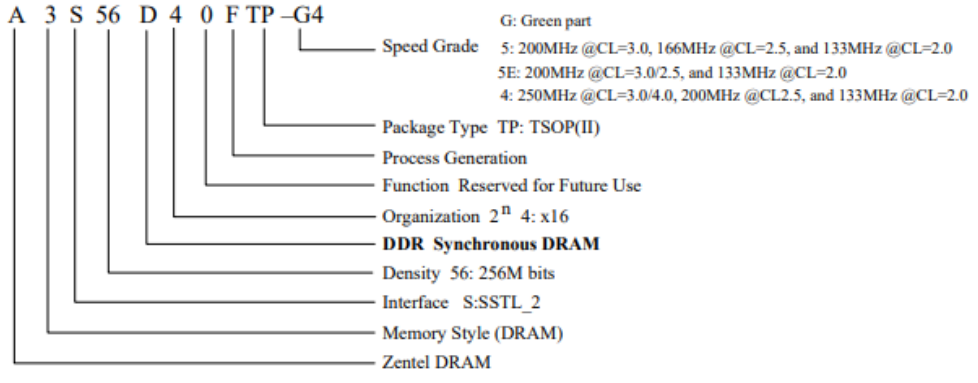 A 3 S 56 D 4 0 F TP –G4
G: Green part
Speed Grade 5: 200MHz @CL=3.0, 166MHz @CL=2.5, and 133MHz @CL=2.0
5E: 200MHz @CL=3.0/2.5, and 133MHz @CL=2.0
4: 250MHz @CL=3.0/4.0, 200MHz @CL2.5, and 133MHz @CL=2.0
Package Type TP: TSOP(II)
Process Generation
Function Reserved for Future Use
Organization 2ⁿ 4: x16
DDR Synchronous DRAM
Density 56: 256M bits
Interface S:SSTL_2
Memory Style (DRAM)
Zentel DRAM